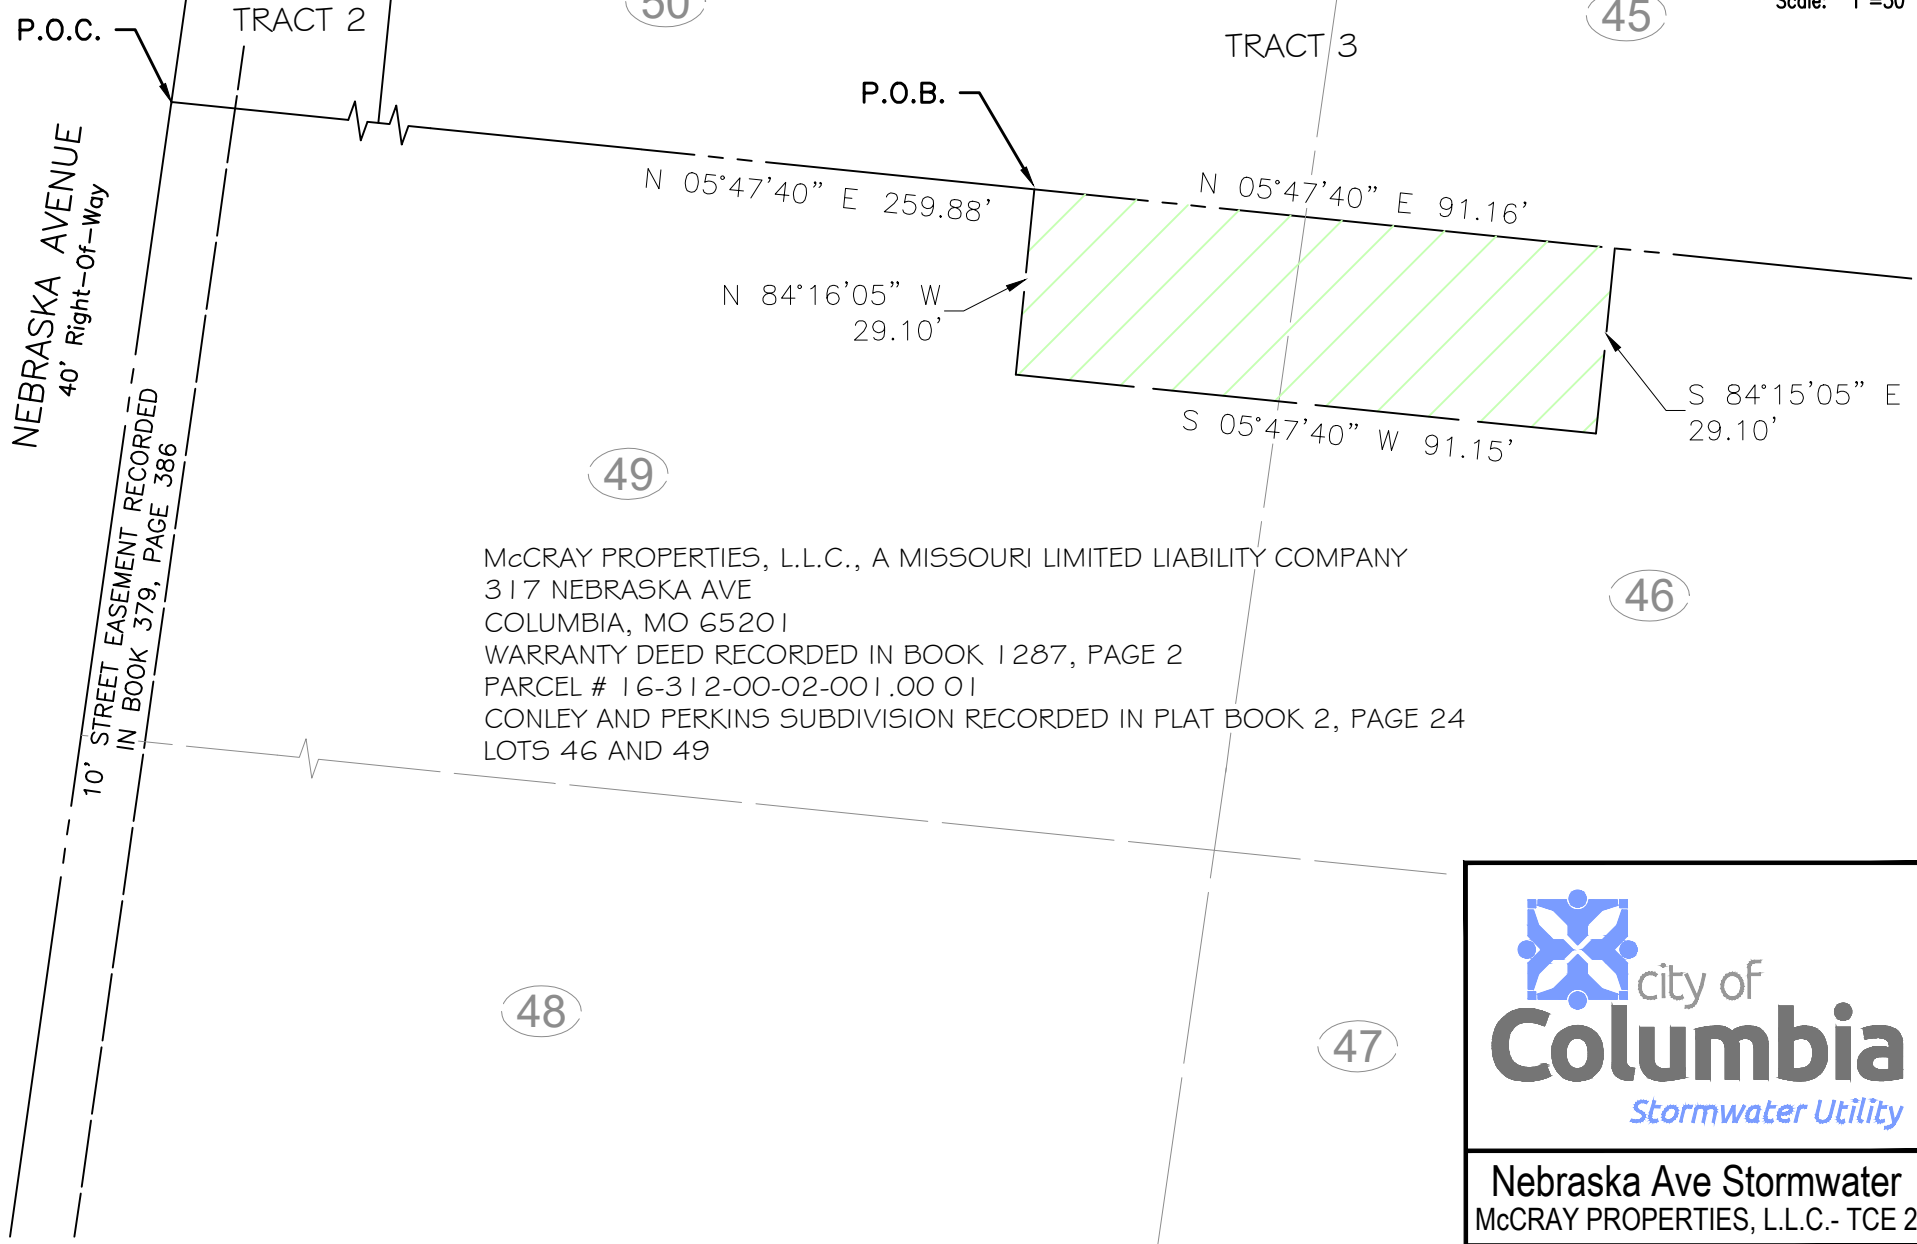 P.O.C.
TRACT 2
50
45
Scale: 1"=50'
TRACT 3
P.O.B.
NEBRASKA AVENUE
40' Right-Of-Way
N 05°47'40" E 259.88'
N 05°47'40" E 91.16'
N 84°16'05" W
29.10'
S 84°15'05" E
29.10'
S 05°47'40" W 91.15'
10' STREET EASEMENT RECORDED
IN BOOK 379, PAGE 386
49
McCRAY PROPERTIES, L.L.C., A MISSOURI LIMITED LIABILITY COMPANY
317 NEBRASKA AVE
COLUMBIA, MO 65201
WARRANTY DEED RECORDED IN BOOK 1287, PAGE 2
PARCEL # 16-312-00-02-001.00 01
CONLEY AND PERKINS SUBDIVISION RECORDED IN PLAT BOOK 2, PAGE 24
LOTS 46 AND 49
46
48
47
city of
Columbia
Stormwater Utility
Nebraska Ave Stormwater
McCRAY PROPERTIES, L.L.C.- TCE 2